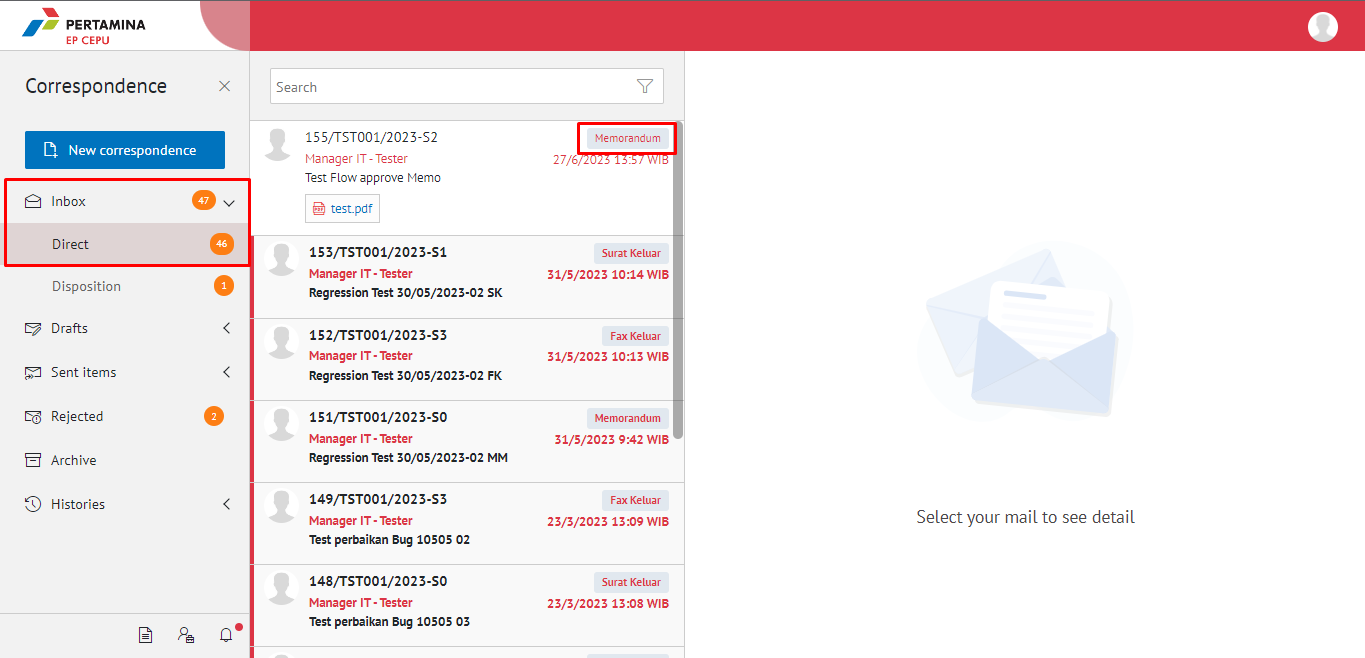 PERTAMINA
EP CEPU
Correspondence
New correspondence
Inbox 47
Direct 46
Disposition 1
Drafts
Sent items
Rejected 2
Archive
Histories
Search
155/TST001/2023-S2 Memorandum
Manager IT - Tester 27/6/2023 13:57 WIB
Test Flow approve Memo
PDF test.pdf
153/TST001/2023-S1 Surat Keluar
Manager IT - Tester 31/5/2023 10:14 WIB
Regression Test 30/05/2023-02 SK
152/TST001/2023-S3 Fax Keluar
Manager IT - Tester 31/5/2023 10:13 WIB
Regression Test 30/05/2023-02 FK
151/TST001/2023-S0 Memorandum
Manager IT - Tester 31/5/2023 9:42 WIB
Regression Test 30/05/2023-02 MM
149/TST001/2023-S3 Fax Keluar
Manager IT - Tester 23/3/2023 13:09 WIB
Test perbaikan Bug 10505 02
148/TST001/2023-S0 Surat Keluar
Manager IT - Tester 23/3/2023 13:08 WIB
Test perbaikan Bug 10505 03
Select your mail to see detail